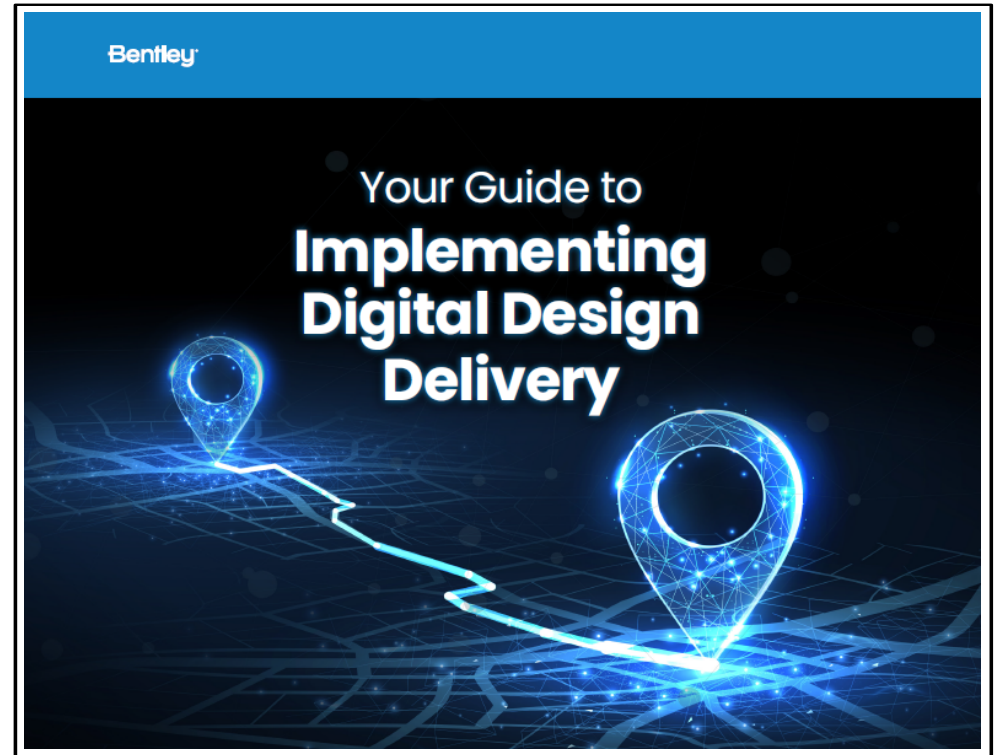 Bentley®
Your Guide to
Implementing
Digital Design
Delivery